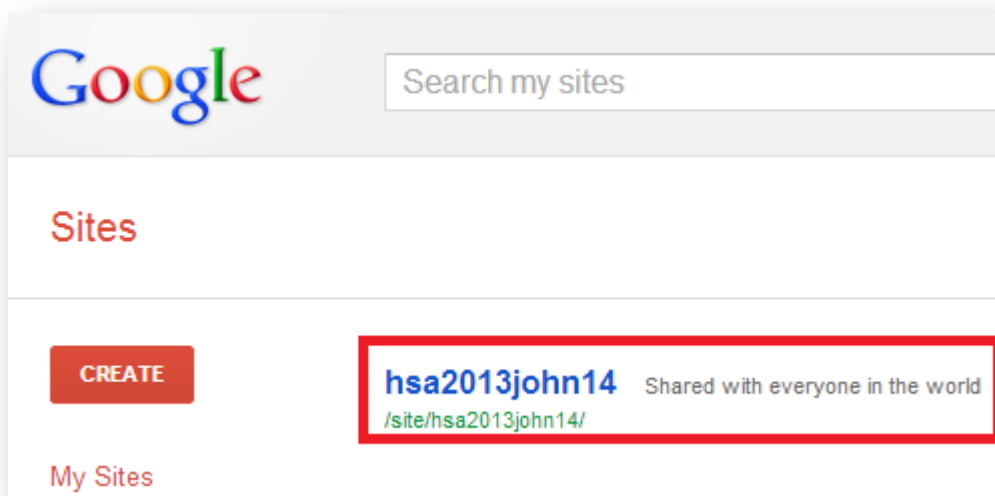 Google
Search my sites
Sites
CREATE
hsa2013john14 Shared with everyone in the world
/site/hsa2013john14/
My Sites